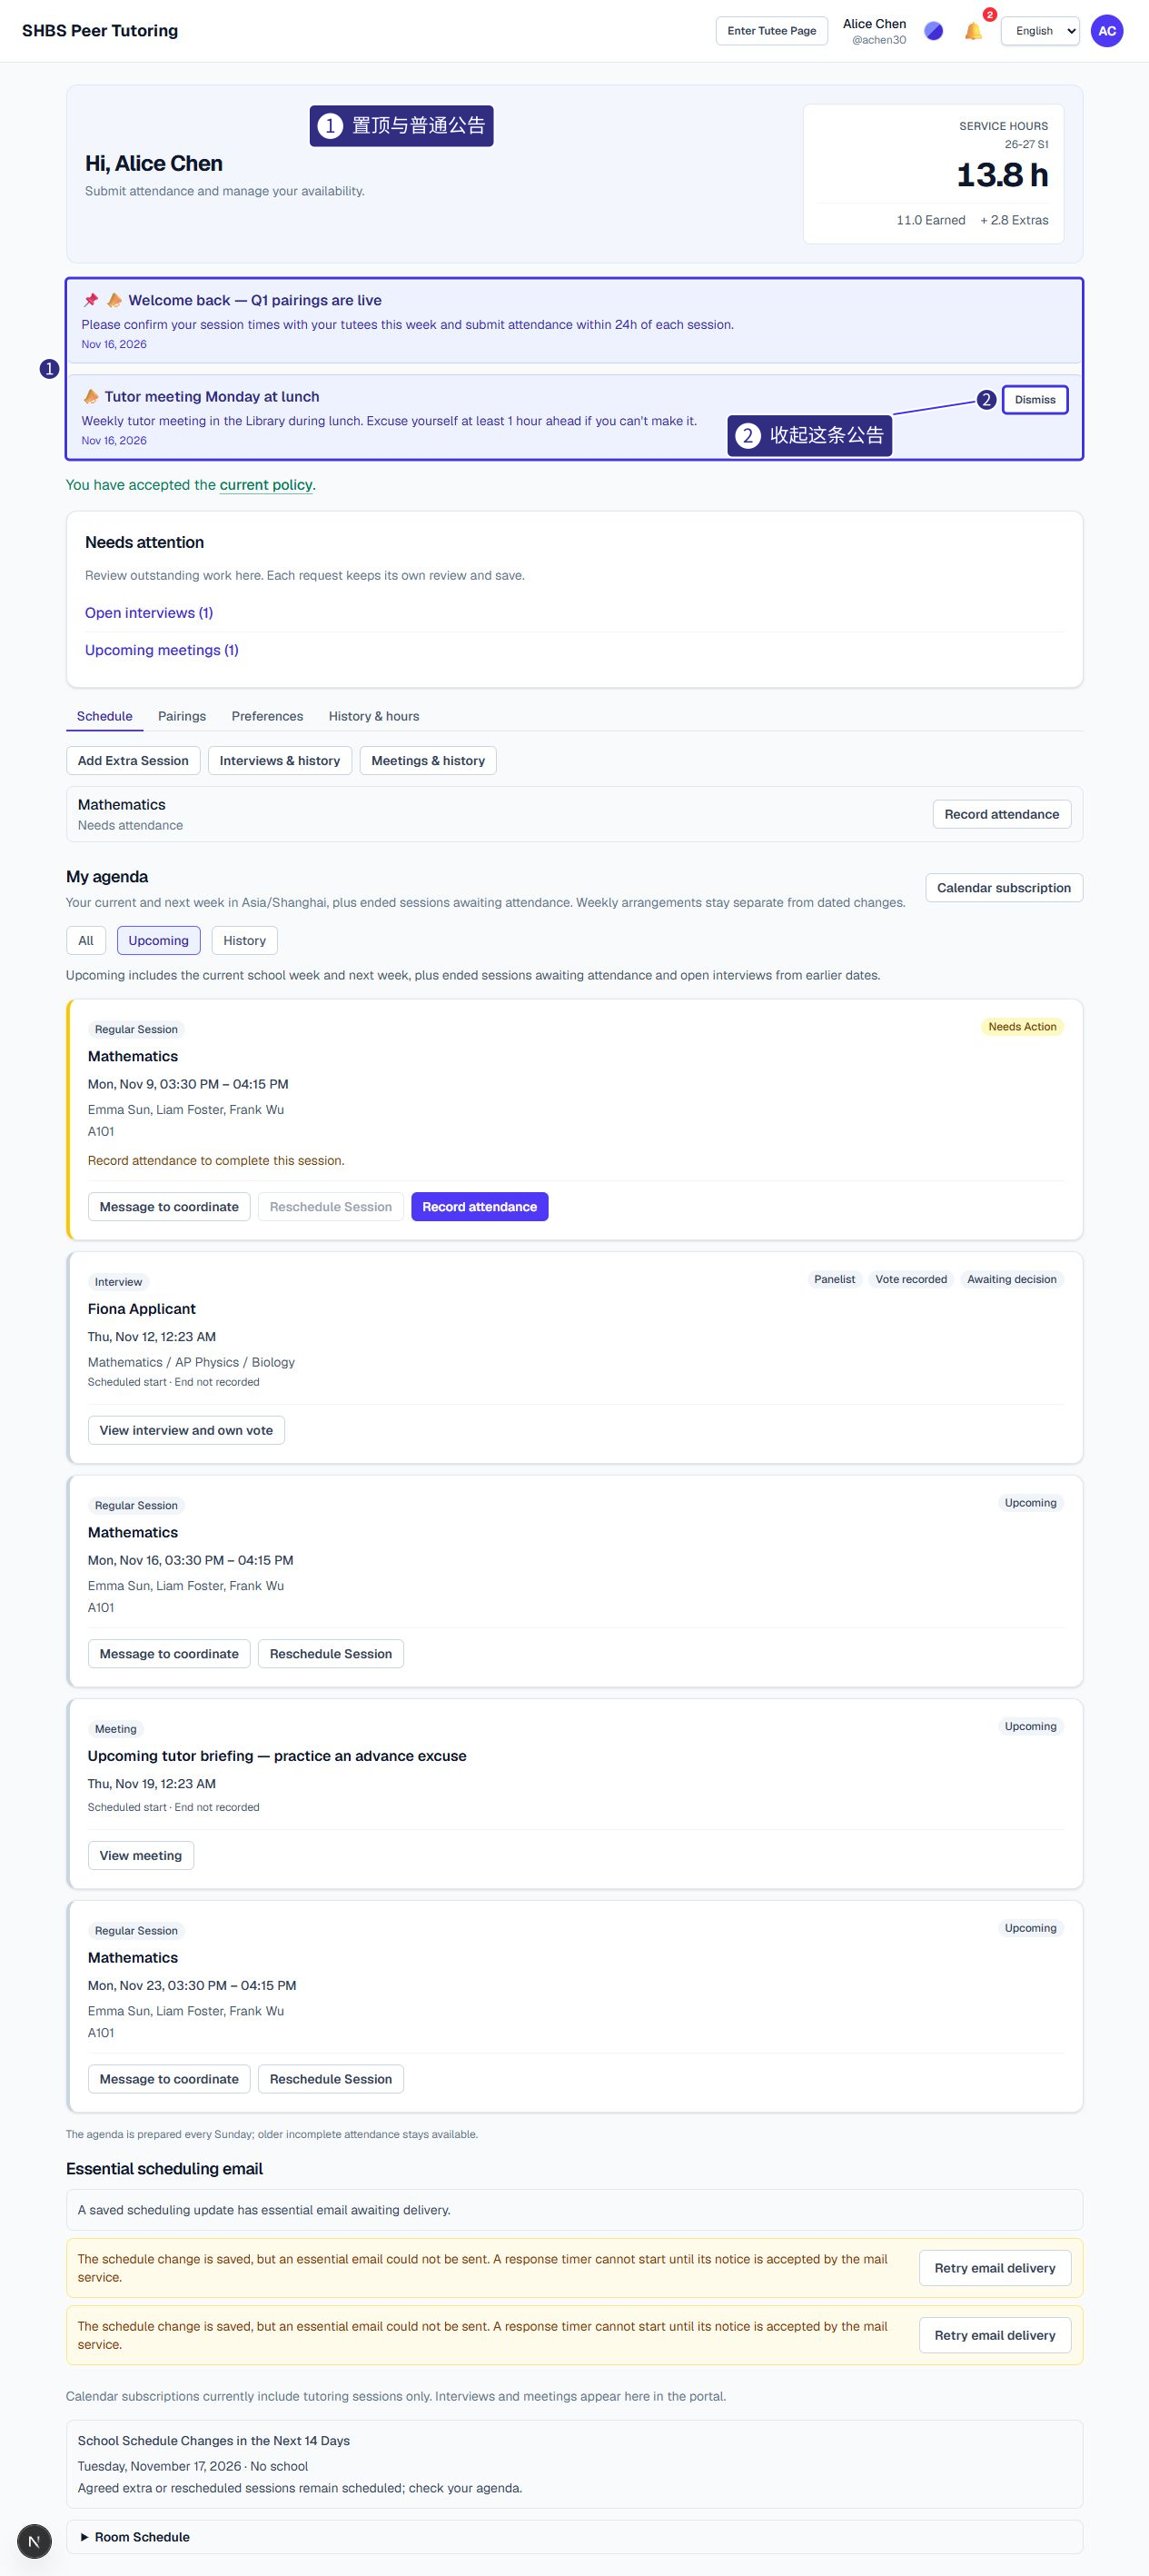 SHBS Peer Tutoring
Enter Tutee Page
Alice Chen
@achen30
2
English
AC
1 置顶与普通公告
Hi, Alice Chen
Submit attendance and manage your availability.
SERVICE HOURS
26-27 S1
13.8 h
11.0 Earned + 2.8 Extras
1
Welcome back — Q1 pairings are live
Please confirm your session times with your tutees this week and submit attendance within 24h of each session.
Nov 16, 2026
Tutor meeting Monday at lunch
Weekly tutor meeting in the Library during lunch. Excuse yourself at least 1 hour ahead if you can't make it.
Nov 16, 2026
2
Dismiss
2 收起这条公告
You have accepted the current policy.
Needs attention
Review outstanding work here. Each request keeps its own review and save.
Open interviews (1)
Upcoming meetings (1)
Schedule Pairings Preferences History & hours
Add Extra Session Interviews & history Meetings & history
Mathematics
Needs attendance
Record attendance
My agenda
Your current and next week in Asia/Shanghai, plus ended sessions awaiting attendance. Weekly arrangements stay separate from dated changes.
Calendar subscription
All Upcoming History
Upcoming includes the current school week and next week, plus ended sessions awaiting attendance and open interviews from earlier dates.
Regular Session
Needs Action
Mathematics
Mon, Nov 9, 03:30 PM – 04:15 PM
Emma Sun, Liam Foster, Frank Wu
A101
Record attendance to complete this session.
Message to coordinate Reschedule Session Record attendance
Interview
Panelist Vote recorded Awaiting decision
Fiona Applicant
Thu, Nov 12, 12:23 AM
Mathematics / AP Physics / Biology
Scheduled start · End not recorded
View interview and own vote
Regular Session
Upcoming
Mathematics
Mon, Nov 16, 03:30 PM – 04:15 PM
Emma Sun, Liam Foster, Frank Wu
A101
Message to coordinate Reschedule Session
Meeting
Upcoming
Upcoming tutor briefing — practice an advance excuse
Thu, Nov 19, 12:23 AM
Scheduled start · End not recorded
View meeting
Regular Session
Upcoming
Mathematics
Mon, Nov 23, 03:30 PM – 04:15 PM
Emma Sun, Liam Foster, Frank Wu
A101
Message to coordinate Reschedule Session
The agenda is prepared every Sunday; older incomplete attendance stays available.
Essential scheduling email
A saved scheduling update has essential email awaiting delivery.
The schedule change is saved, but an essential email could not be sent. A response timer cannot start until its notice is accepted by the mail
service.
Retry email delivery
The schedule change is saved, but an essential email could not be sent. A response timer cannot start until its notice is accepted by the mail
service.
Retry email delivery
Calendar subscriptions currently include tutoring sessions only. Interviews and meetings appear here in the portal.
School Schedule Changes in the Next 14 Days
Tuesday, November 17, 2026 · No school
Agreed extra or rescheduled sessions remain scheduled; check your agenda.
N
Room Schedule